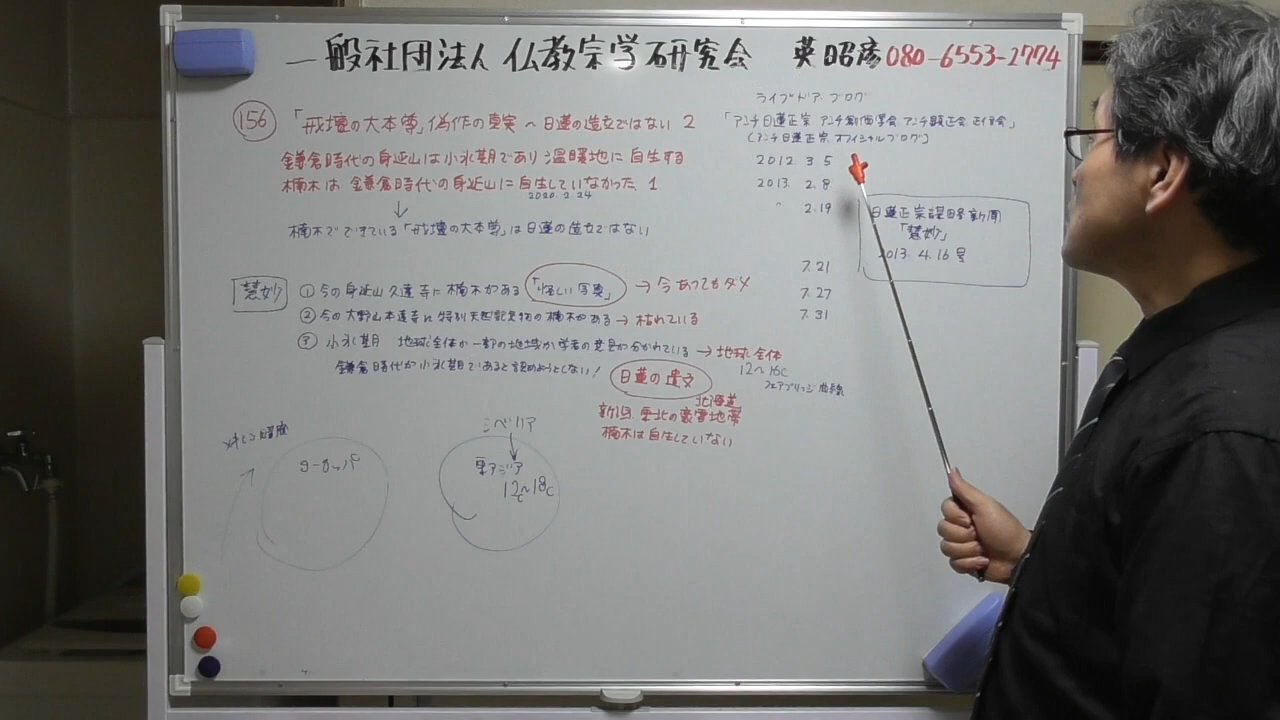 一般社団法人 仏教宗学研究会 英 昭彦 080-6553-2774
ライブドア ブログ
156 「戒壇の大本尊」偽作の真実 〜 日蓮の造立ではない 2
「アンチ日蓮正宗 アンチ創価学会 アンチ顕正会 正信会」
(アンチ日蓮正宗 オフィシャルブログ)
鎌倉時代の身延山は小氷期であり温暖地に自生する
楠木は鎌倉時代の身延山に自生していなかった 1
2020. 2. 24
↓
楠木でできている「戒壇の大本尊」は日蓮の造立ではない
2012 3 5
2013. 2. 8
〃 2. 19
7. 21
7. 27
7. 31
日蓮正宗謀略新聞
「慧妙」
2013. 4. 16号
慧妙
① 今の身延山久遠寺に楠木がある 「怪しい写真」 → 今あってもダメ
② 今の大野山本遠寺に特別天然記念物の楠木がある → 枯れている
③ 小氷期 地球全体か一部の地域か学者の意見が分かれている → 地球全体
12〜16C
フェアブリッジ曲線
鎌倉時代が小氷期であると認めようとしない!
日蓮の遺文
北海道
新潟 東北の豪雪地帯
楠木は自生していない
ヨーロッパ
シベリア
↓
東アジア
12C〜18C